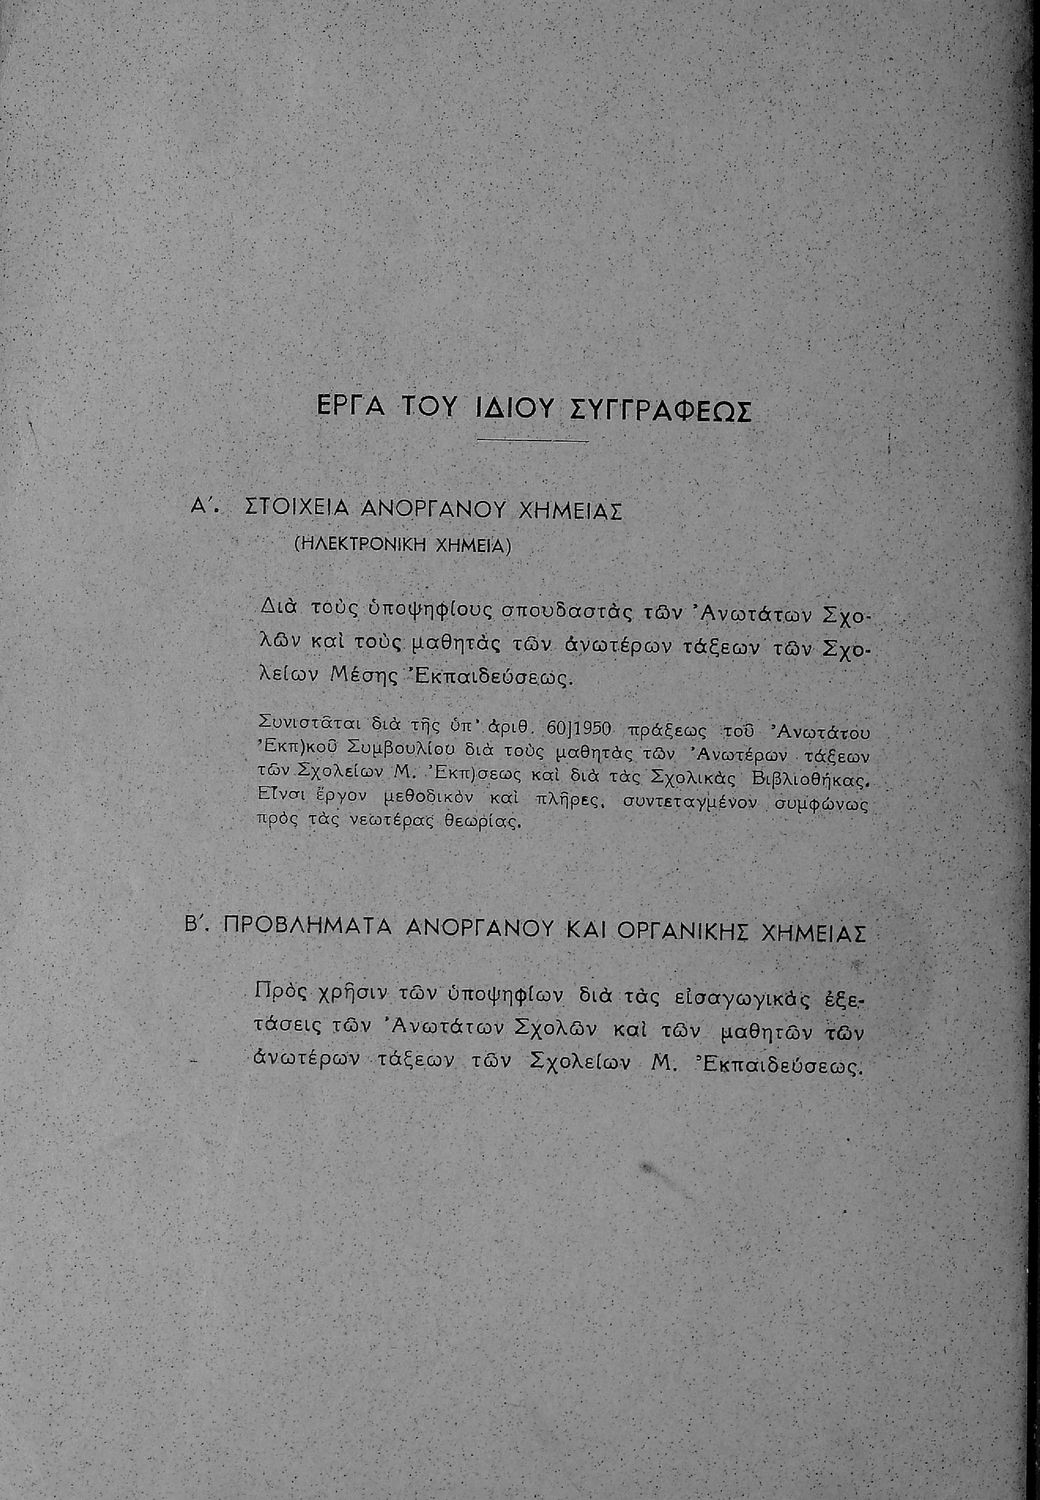 ΕΡΓΑ ΤΟΥ ΙΔΙΟΥ ΣΥΓΓΡΑΦΕΩΣ
Α΄. ΣΤΟΙΧΕΙΑ ΑΝΟΡΓΑΝΟΥ ΧΗΜΕΙΑΣ
(ΗΛΕΚΤΡΟΝΙΚΗ ΧΗΜΕΙΑ)
Διὰ τοὺς ὑποψηφίους σπουδαστὰς τῶν Ἀνωτάτων Σχο-
λῶν καὶ τοὺς μαθητὰς τῶν ἀνωτέρων τάξεων τῶν Σχο-
λείων Μέσης Ἐκπαιδεύσεως.
Συνιστᾶται διὰ τῆς ὑπ' ἀριθ. 60]1950 πράξεως τοῦ Ἀνωτάτου
Ἐκπ)κοῦ Συμβουλίου διὰ τοὺς μαθητὰς τῶν Ἀνωτέρων τάξεων
τῶν Σχολείων Μ. Ἐκπ)σεως καὶ διὰ τὰς Σχολικὰς Βιβλιοθήκας.
Εἶναι ἔργον μεθοδικὸν καὶ πλῆρες, συντεταγμένον συμφώνως
πρὸς τὰς νεωτέρας θεωρίας.
Β΄. ΠΡΟΒΛΗΜΑΤΑ ΑΝΟΡΓΑΝΟΥ ΚΑΙ ΟΡΓΑΝΙΚΗΣ ΧΗΜΕΙΑΣ
Πρὸς χρῆσιν τῶν ὑποψηφίων διὰ τὰς εἰσαγωγικὰς ἐξε-
τάσεις τῶν Ἀνωτάτων Σχολῶν καὶ τῶν μαθητῶν τῶν
ἀνωτέρων τάξεων τῶν Σχολείων Μ. Ἐκπαιδεύσεως.